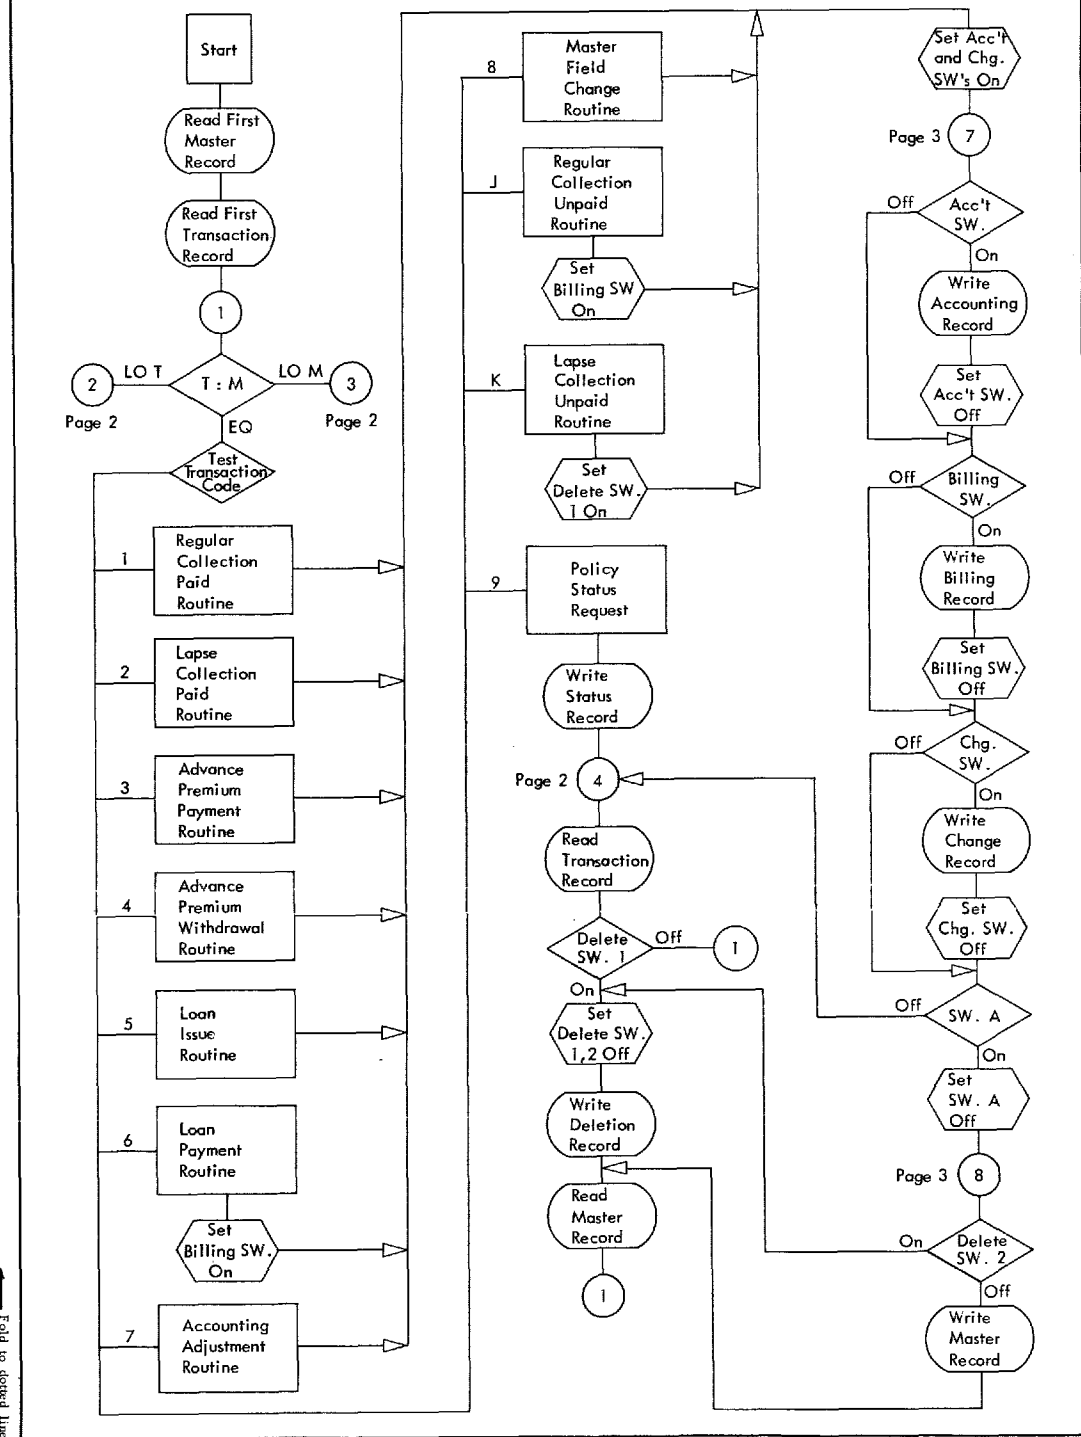 Start
Read First
Master
Record
Read First
Transaction
Record
1
2
LO T
T : M
LO M
3
Page 2
Page 2
EQ
Test
Transaction
Code
1
Regular
Collection
Paid
Routine
2
Lapse
Collection
Paid
Routine
3
Advance
Premium
Payment
Routine
4
Advance
Premium
Withdrawal
Routine
5
Loan
Issue
Routine
6
Loan
Payment
Routine
Set
Billing SW.
On
7
Accounting
Adjustment
Routine
8
Master
Field
Change
Routine
J
Regular
Collection
Unpaid
Routine
Set
Billing SW
On
K
Lapse
Collection
Unpaid
Routine
Set
Delete SW.
1 On
9
Policy
Status
Request
Write
Status
Record
Page 2
4
Read
Transaction
Record
Delete
SW. 1
Off
1
On
Set
Delete SW.
1,2 Off
Write
Deletion
Record
Read
Master
Record
1
Set Acc't
and Chg.
SW's On
Page 3
7
Off
Acc't
SW.
On
Write
Accounting
Record
Set
Acc't SW.
Off
Off
Billing
SW.
On
Write
Billing
Record
Set
Billing SW.
Off
Off
Chg.
SW.
On
Write
Change
Record
Set
Chg. SW.
Off
Off
SW. A
On
Set
SW. A
Off
Page 3
8
On
Delete
SW. 2
Off
Write
Master
Record
Fold to dotted line